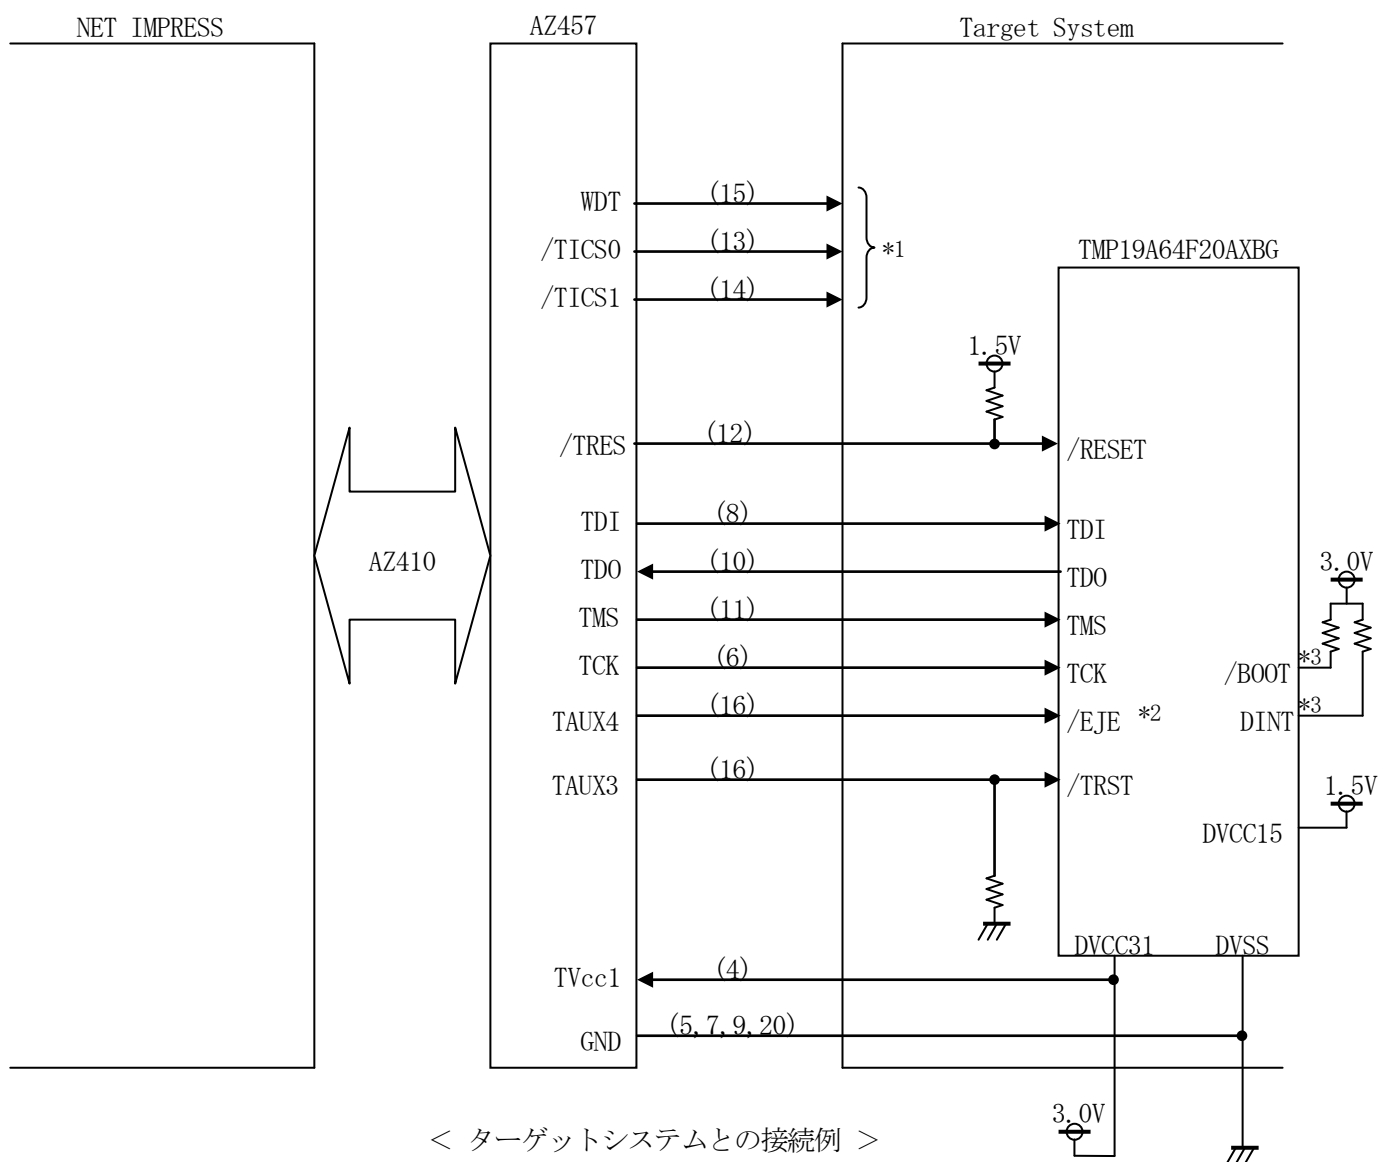 NET IMPRESS
AZ457
Target System
WDT
(15)
/TICS0
(13)
*1
/TICS1
(14)
TMP19A64F20AXBG
1.5V
/TRES
(12)
/RESET
TDI
(8)
TDI
AZ410
TDO
(10)
TDO
3.0V
TMS
(11)
TMS
TCK
(6)
TCK
/BOOT
*3
TAUX4
(16)
/EJE *2
DINT
*3
TAUX3
(16)
/TRST
1.5V
DVCC15
DVCC31
DVSS
TVcc1
(4)
GND
(5,7,9,20)
3.0V
< ターゲットシステムとの接続例 >